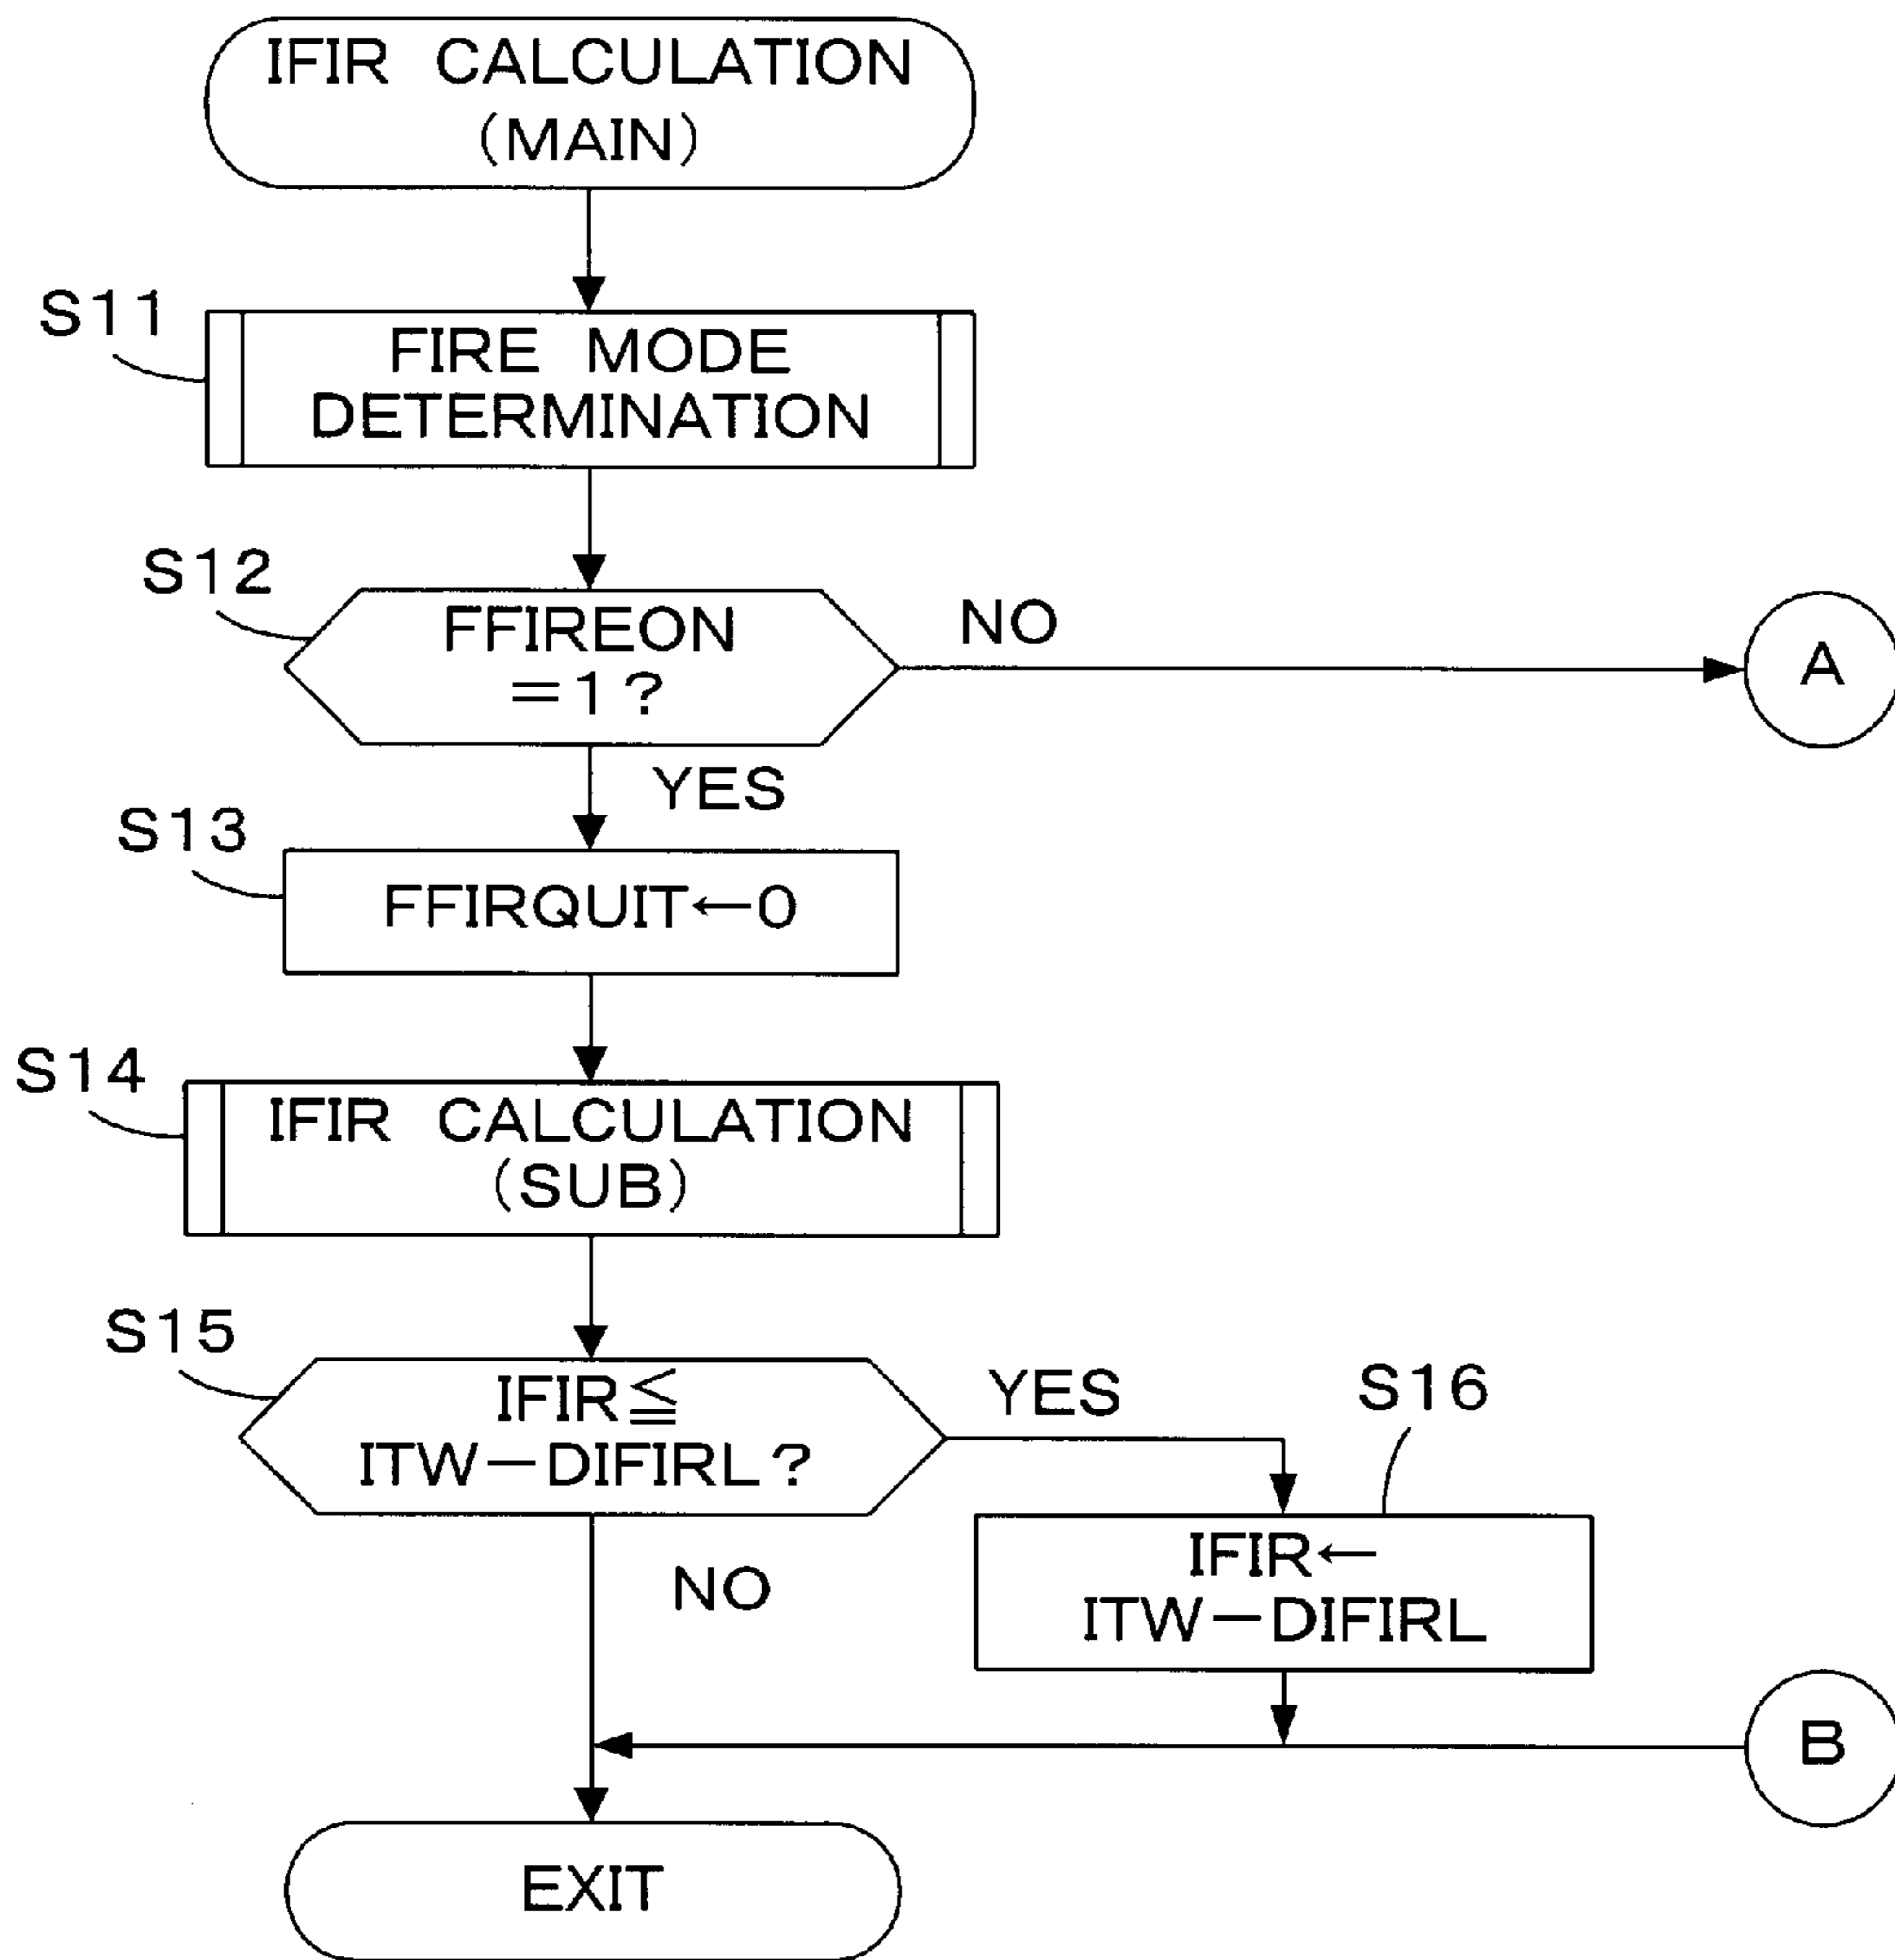 IFIR CALCULATION
(MAIN)
S11
FIRE MODE
DETERMINATION
S12
FFIREON
=1?
NO
A
YES
S13
FFIRQUIT←0
S14
IFIR CALCULATION
(SUB)
S15
IFIR≦
ITW−DIFIRL?
YES
S16
NO
IFIR←
ITW−DIFIRL
B
EXIT